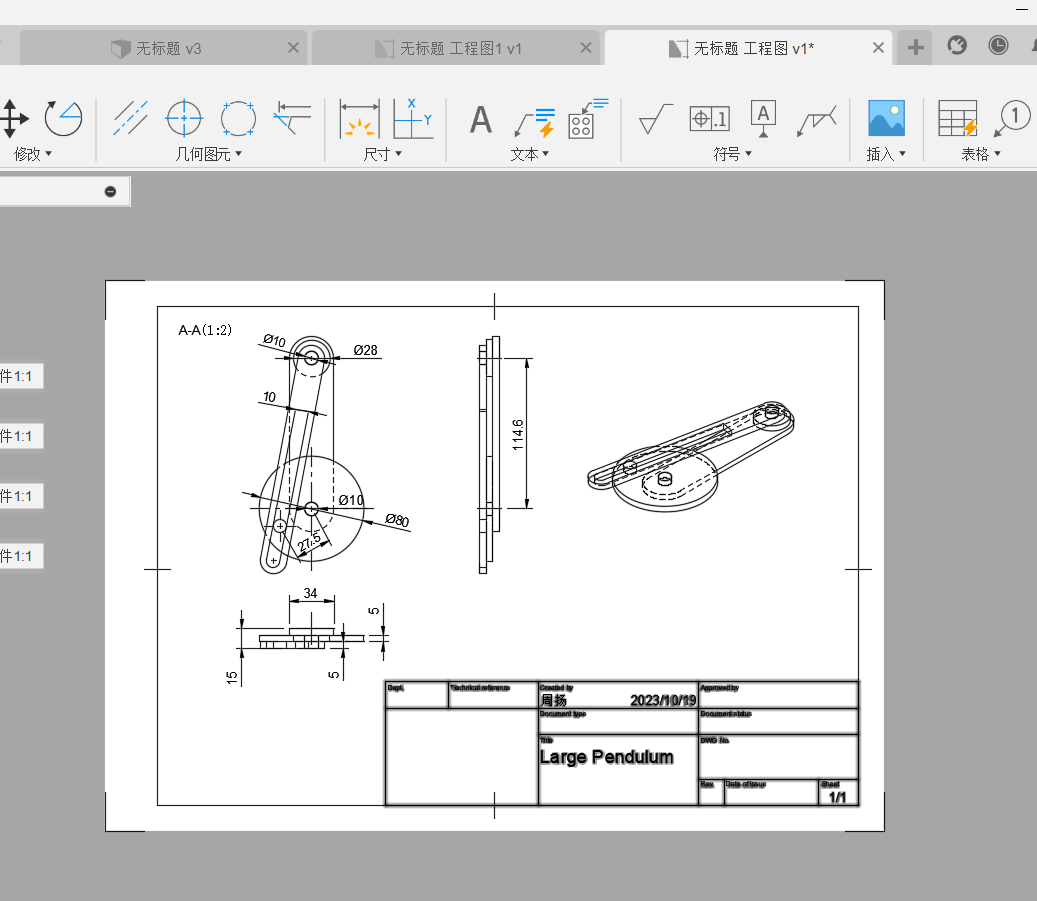 无标题 v3
无标题 工程图1 v1
无标题 工程图 v1*
修改
几何图元
尺寸
文本
符号
插入
表格
X
Y
A
.1
A
1
件1:1
件1:1
件1:1
件1:1
A-A(1:2)
Ø10
Ø28
10
Ø10
Ø80
27.5
114.6
34
5
15
5
Dept.
Technical reference
Created by
周扬 2023/10/19
Approved by
Document type
Document status
Title
Large Pendulum
DWG No.
Rev.
Date of issue
Sheet
1/1